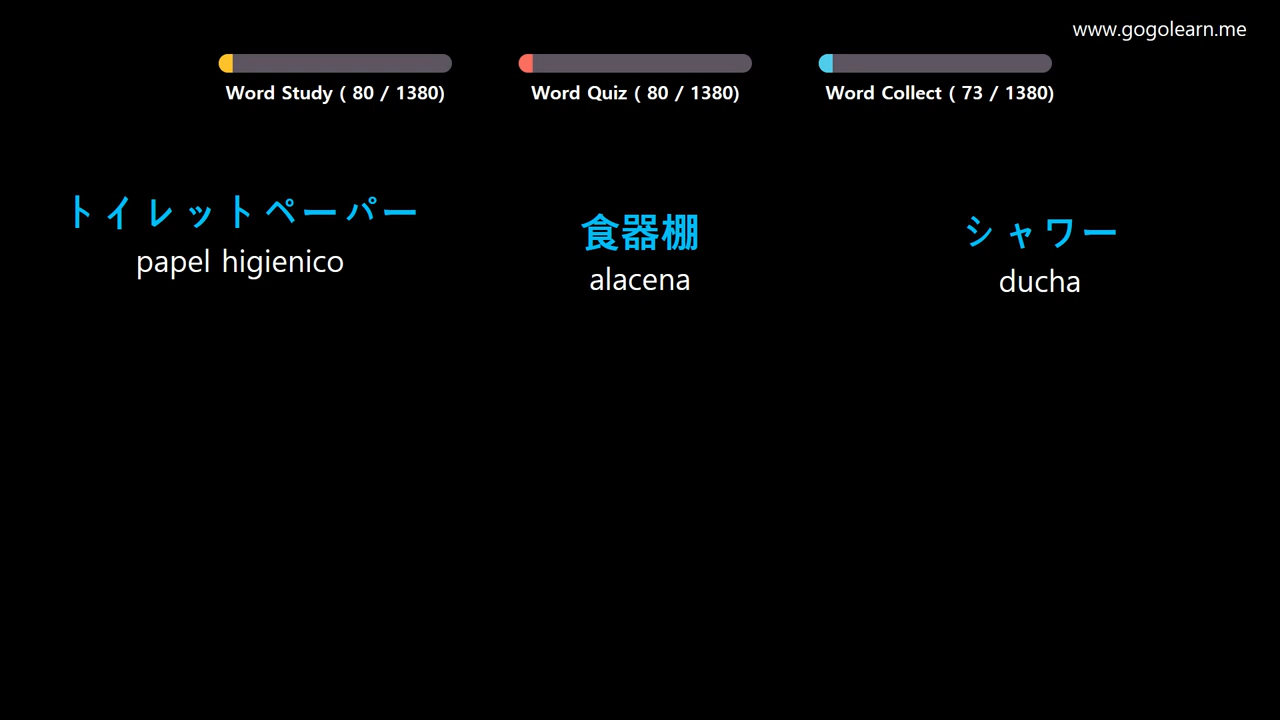 www.gogolearn.me
Word Study ( 80 / 1380)
Word Quiz ( 80 / 1380)
Word Collect ( 73 / 1380)
トイレットペーパー
papel higienico
食器棚
alacena
シャワー
ducha